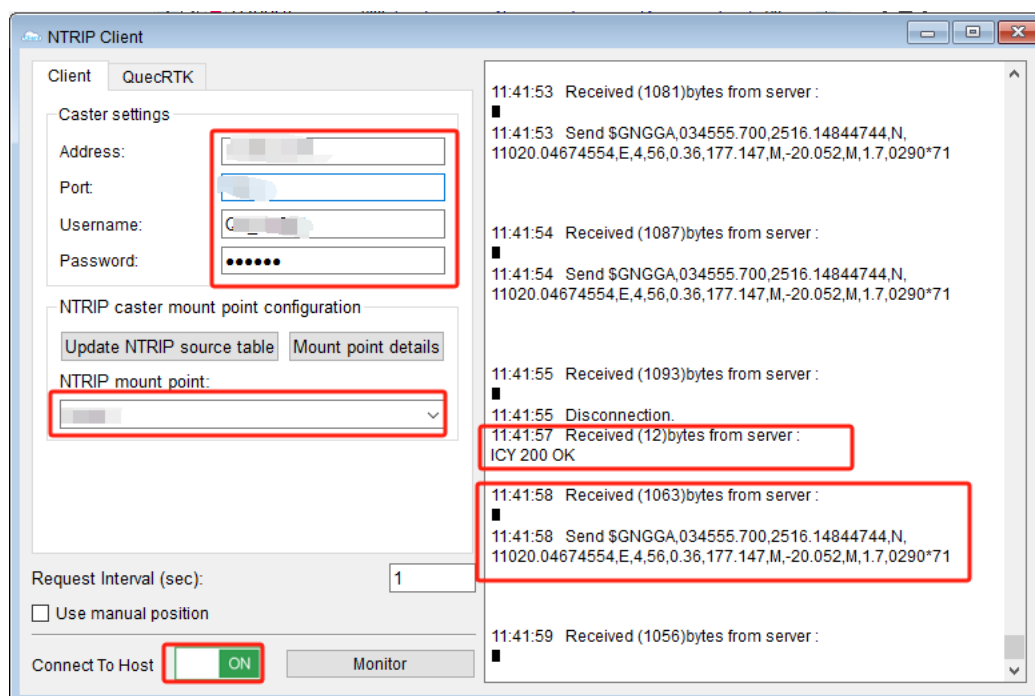 NTRIP Client
Client
QuecRTK
Caster settings
Address:
Port:
Username:
Password:
●●●●●●
NTRIP caster mount point configuration
Update NTRIP source table
Mount point details
NTRIP mount point:
Request Interval (sec):
1
Use manual position
Connect To Host
ON
Monitor
11:41:53 Received (1081)bytes from server :
11:41:53 Send $GNGGA,034555.700,2516.14844744,N,
11020.04674554,E,4,56,0.36,177.147,M,-20.052,M,1.7,0290*71
11:41:54 Received (1087)bytes from server :
11:41:54 Send $GNGGA,034555.700,2516.14844744,N,
11020.04674554,E,4,56,0.36,177.147,M,-20.052,M,1.7,0290*71
11:41:55 Received (1093)bytes from server :
11:41:55 Disconnection.
11:41:57 Received (12)bytes from server :
ICY 200 OK
11:41:58 Received (1063)bytes from server :
11:41:58 Send $GNGGA,034555.700,2516.14844744,N,
11020.04674554,E,4,56,0.36,177.147,M,-20.052,M,1.7,0290*71
11:41:59 Received (1056)bytes from server :